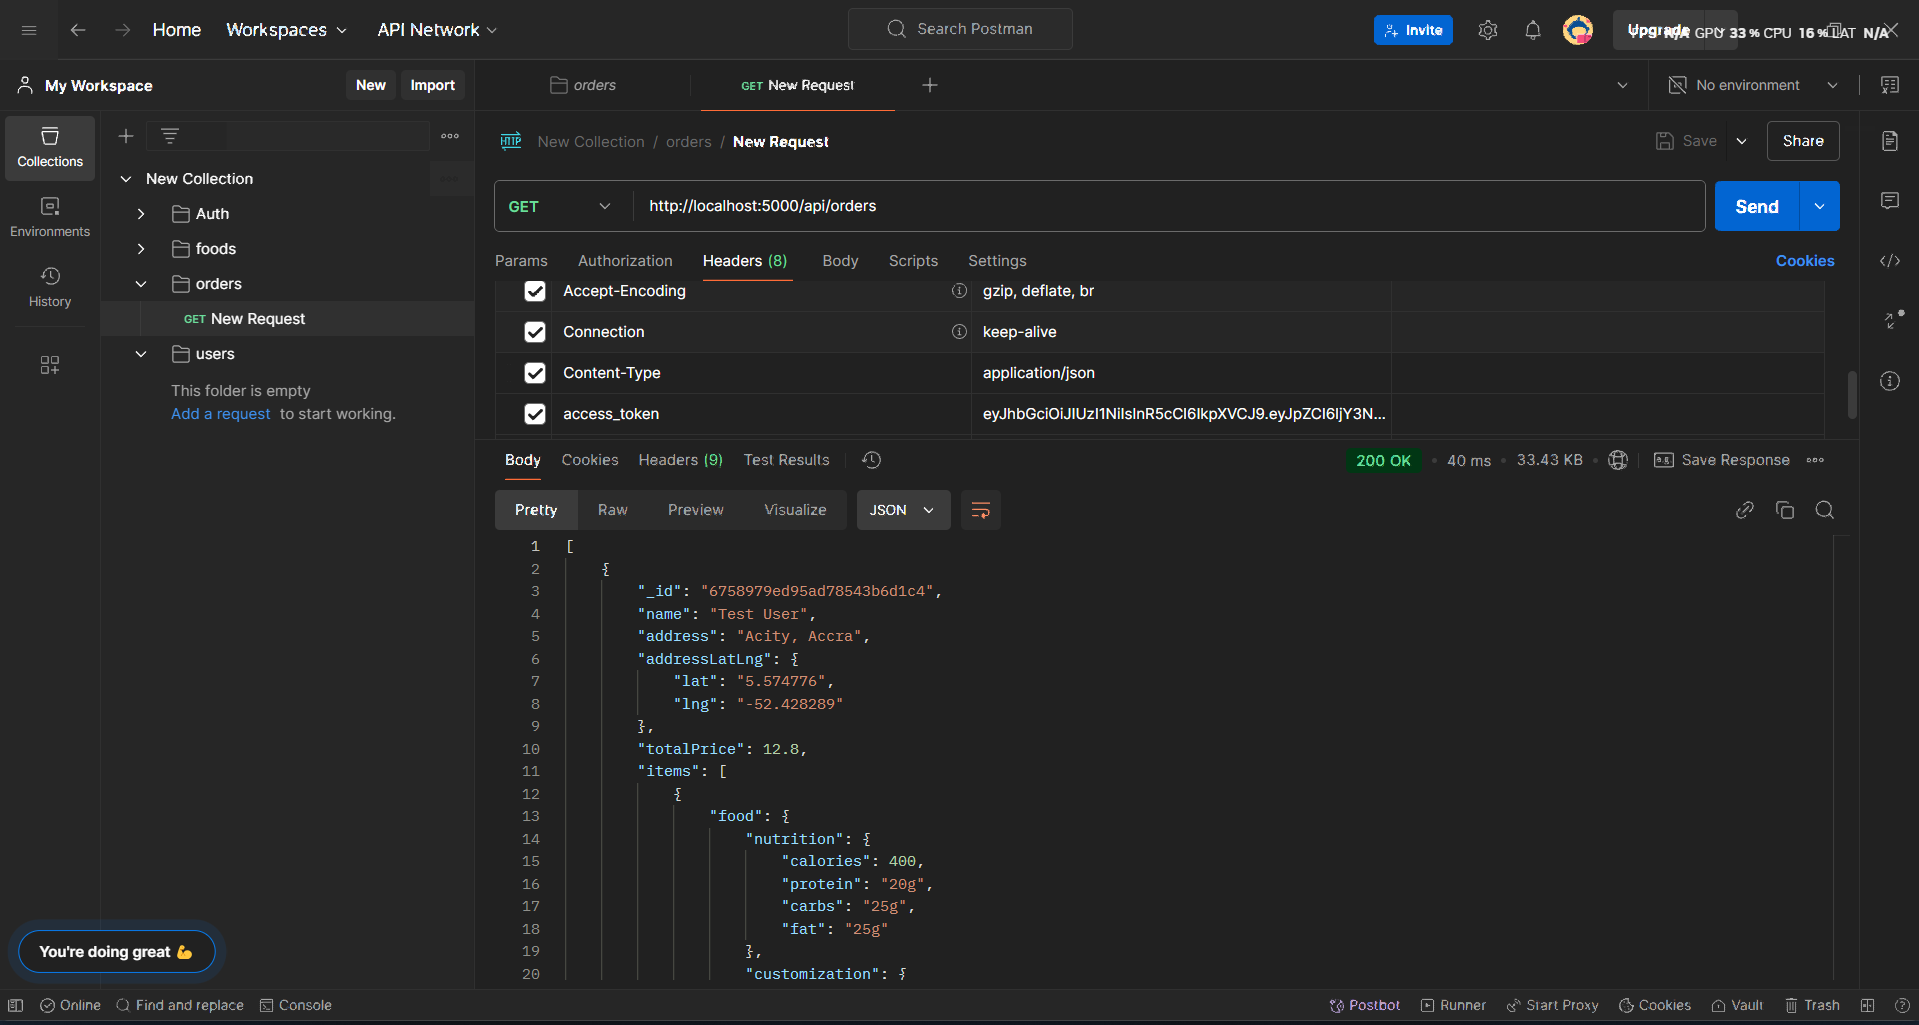 Home Workspaces API Network Search Postman Invite N/A GPU 33 % CPU 16 % LAT N/A
My Workspace New Import orders GET New Request No environment
Collections
Environments
History
New Collection
Auth
foods
orders
GET New Request
users
This folder is empty
Add a request to start working.
HTTP New Collection / orders / New Request Save Share
GET http://localhost:5000/api/orders Send
Params Authorization Headers (8) Body Scripts Settings Cookies
Accept-Encoding gzip, deflate, br
Connection keep-alive
Content-Type application/json
access_token eyJhbGciOiJIUzI1NiIsInR5cCI6IkpXVCJ9.eyJpZCI6IjY3N...
Body Cookies Headers (9) Test Results 200 OK • 40 ms • 33.43 KB • e.g. Save Response
Pretty Raw Preview Visualize JSON
1 [
2 {
3 "_id": "6758979ed95ad78543b6d1c4",
4 "name": "Test User",
5 "address": "Acity, Accra",
6 "addressLatLng": {
7 "lat": "5.574776",
8 "lng": "-52.428289"
9 },
10 "totalPrice": 12.8,
11 "items": [
12 {
13 "food": {
14 "nutrition": {
15 "calories": 400,
16 "protein": "20g",
17 "carbs": "25g",
18 "fat": "25g"
19 },
20 "customization": {
You're doing great 💪
Online Find and replace Console Postbot Runner Start Proxy Cookies Vault Trash